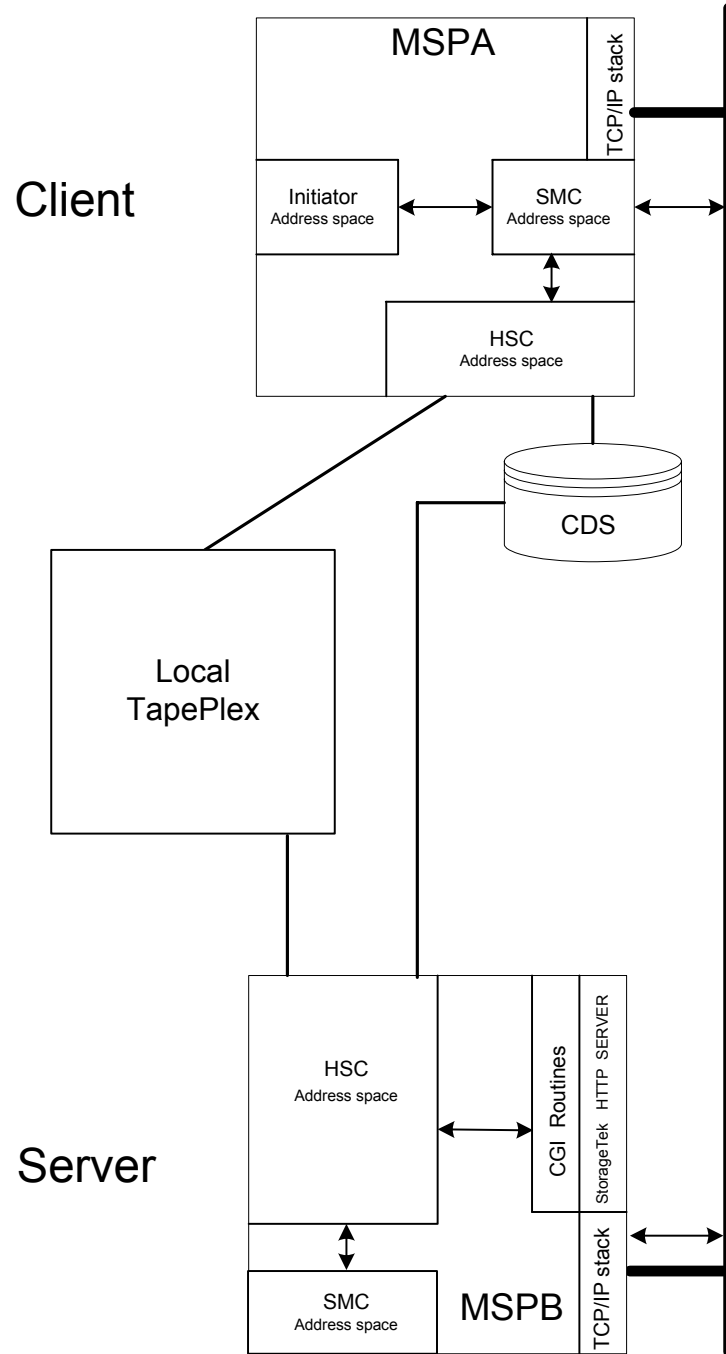 MSPA
TCP/IP stack
Client
Initiator
Address space
SMC
Address space
HSC
Address space
CDS
Local
TapePlex
HSC
Address space
CGI Routines
StorageTek HTTP SERVER
Server
SMC
Address space
MSPB
TCP/IP stack